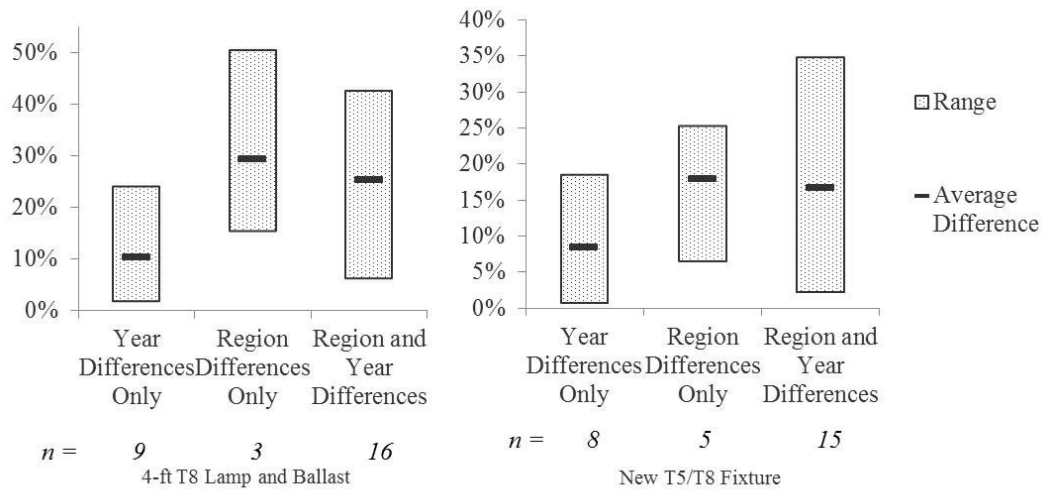 50%
40%
30%
20%
10%
0%
Year
Differences
Only
Region
Differences
Only
Region and
Year
Differences
n = 9 3 16
4-ft T8 Lamp and Ballast
40%
35%
30%
25%
20%
15%
10%
5%
0%
Year
Differences
Only
Region
Differences
Only
Region and
Year
Differences
n = 8 5 15
New T5/T8 Fixture
Range
Average
Difference